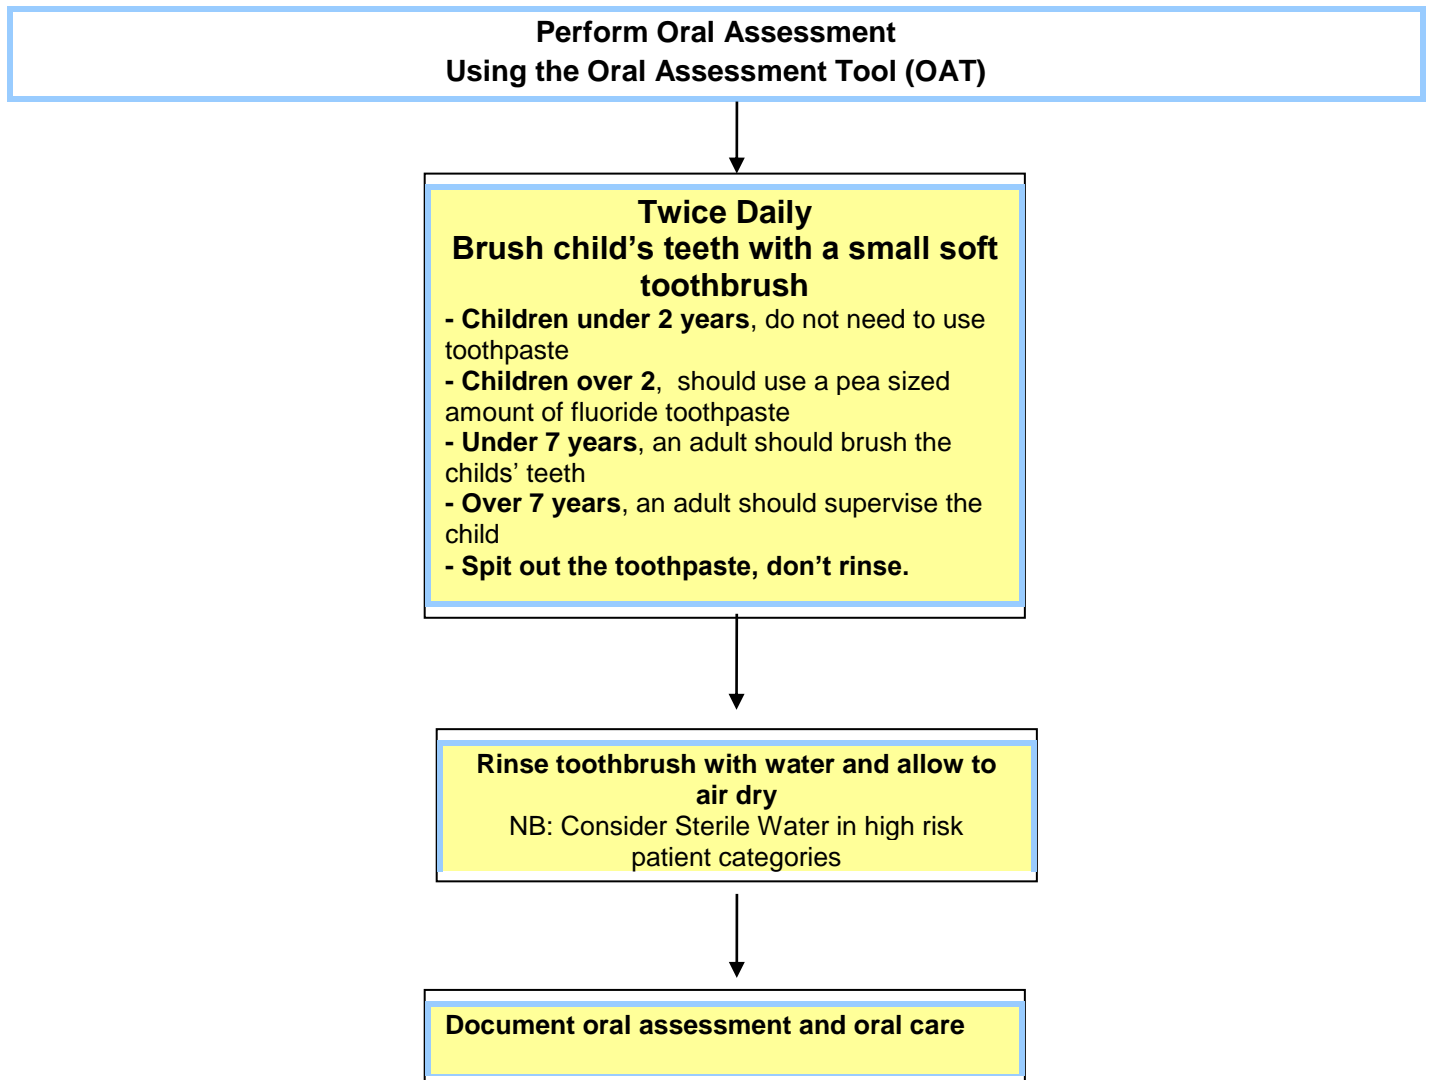 Perform Oral Assessment
Using the Oral Assessment Tool (OAT)
Twice Daily
Brush child’s teeth with a small soft
toothbrush
- Children under 2 years, do not need to use
toothpaste
- Children over 2,  should use a pea sized
amount of fluoride toothpaste
- Under 7 years, an adult should brush the
childs’ teeth
- Over 7 years, an adult should supervise the
child
- Spit out the toothpaste, don’t rinse.
Rinse toothbrush with water and allow to
air dry
NB: Consider Sterile Water in high risk
patient categories
Document oral assessment and oral care